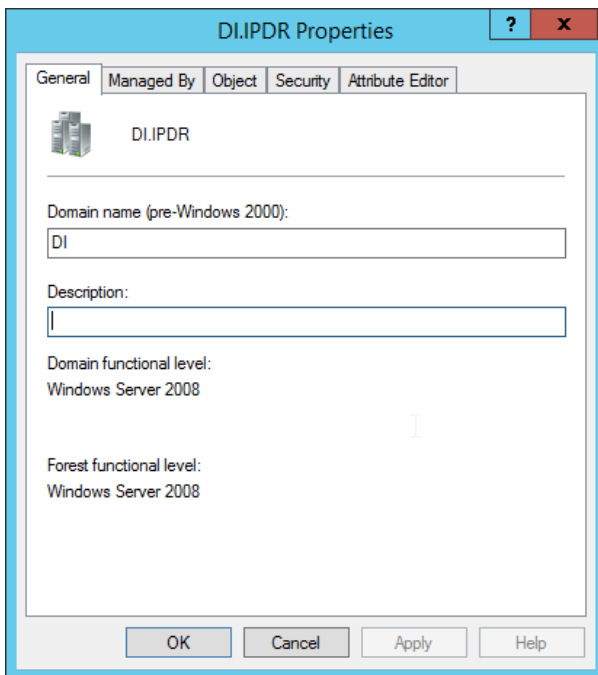 DI.IPDR Properties
?
x
General
Managed By
Object
Security
Attribute Editor
DI.IPDR
Domain name (pre-Windows 2000):
DI
Description:
Domain functional level:
Windows Server 2008
Forest functional level:
Windows Server 2008
OK
Cancel
Apply
Help